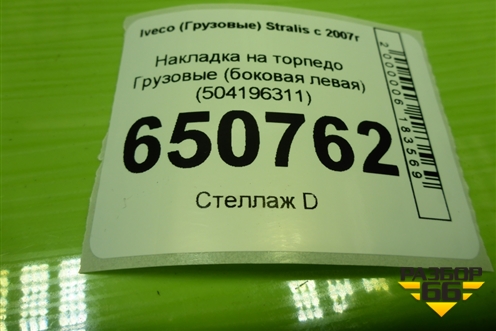 Iveco (Грузовые) Stralis с 2007г
Накладка на торпедо
Грузовые (боковая левая)
(504196311)
650762
Стеллаж D
2000006183569
РАЗБОР
66